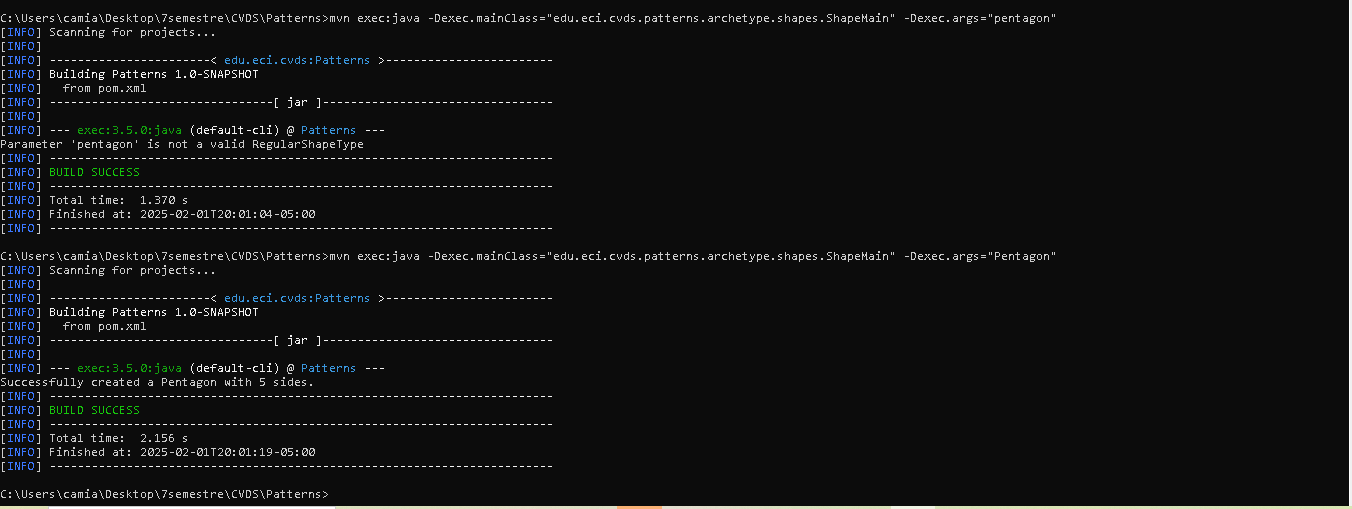 C:\Users\camia\Desktop\7semestre\CVDS\Patterns>mvn exec:java -Dexec.mainClass="edu.eci.cvds.patterns.archetype.shapes.ShapeMain" -Dexec.args="pentagon"
[INFO] Scanning for projects...
[INFO]
[INFO] -----------------------< edu.eci.cvds:Patterns >------------------------
[INFO] Building Patterns 1.0-SNAPSHOT
[INFO]   from pom.xml
[INFO] --------------------------------[ jar ]---------------------------------
[INFO]
[INFO] --- exec:3.5.0:java (default-cli) @ Patterns ---
Parameter 'pentagon' is not a valid RegularShapeType
[INFO] ------------------------------------------------------------------------
[INFO] BUILD SUCCESS
[INFO] ------------------------------------------------------------------------
[INFO] Total time:  1.370 s
[INFO] Finished at: 2025-02-01T20:01:04-05:00
[INFO] ------------------------------------------------------------------------
C:\Users\camia\Desktop\7semestre\CVDS\Patterns>mvn exec:java -Dexec.mainClass="edu.eci.cvds.patterns.archetype.shapes.ShapeMain" -Dexec.args="Pentagon"
[INFO] Scanning for projects...
[INFO]
[INFO] -----------------------< edu.eci.cvds:Patterns >------------------------
[INFO] Building Patterns 1.0-SNAPSHOT
[INFO]   from pom.xml
[INFO] --------------------------------[ jar ]---------------------------------
[INFO]
[INFO] --- exec:3.5.0:java (default-cli) @ Patterns ---
Successfully created a Pentagon with 5 sides.
[INFO] ------------------------------------------------------------------------
[INFO] BUILD SUCCESS
[INFO] ------------------------------------------------------------------------
[INFO] Total time:  2.156 s
[INFO] Finished at: 2025-02-01T20:01:19-05:00
[INFO] ------------------------------------------------------------------------
C:\Users\camia\Desktop\7semestre\CVDS\Patterns>